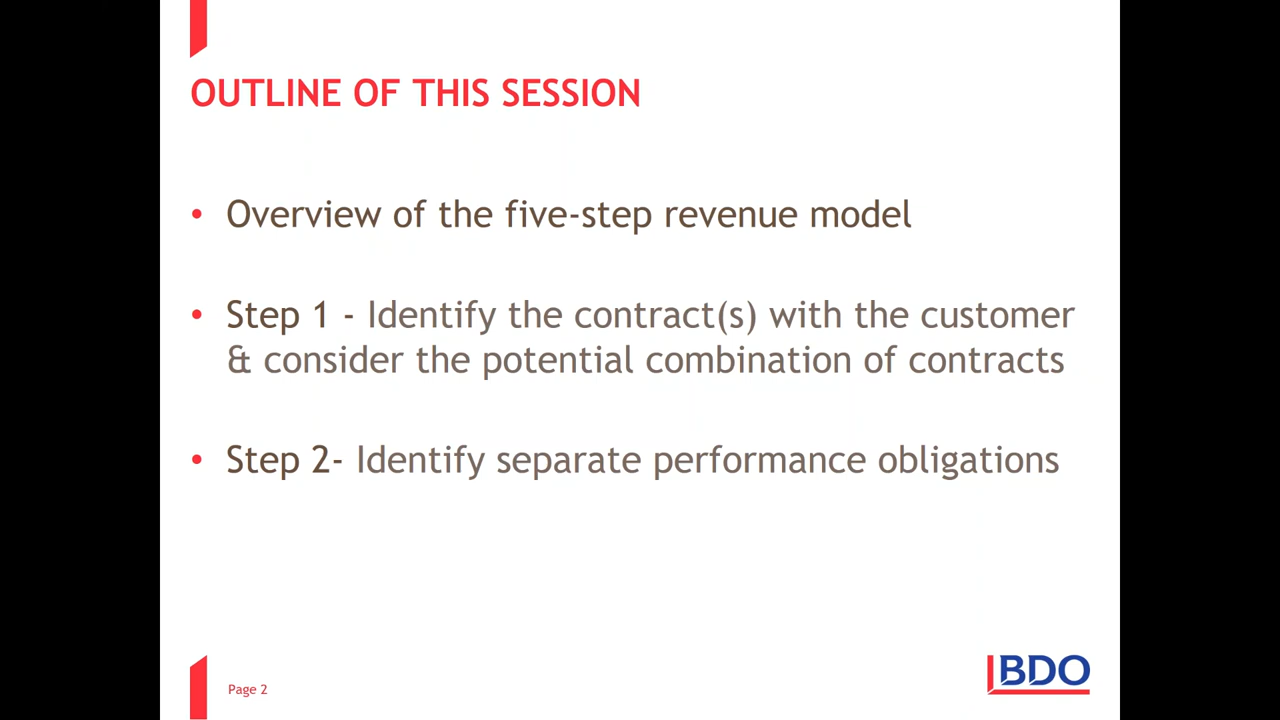 OUTLINE OF THIS SESSION
• Overview of the five-step revenue model
• Step 1 - Identify the contract(s) with the customer
& consider the potential combination of contracts
• Step 2- Identify separate performance obligations
Page 2
BDO